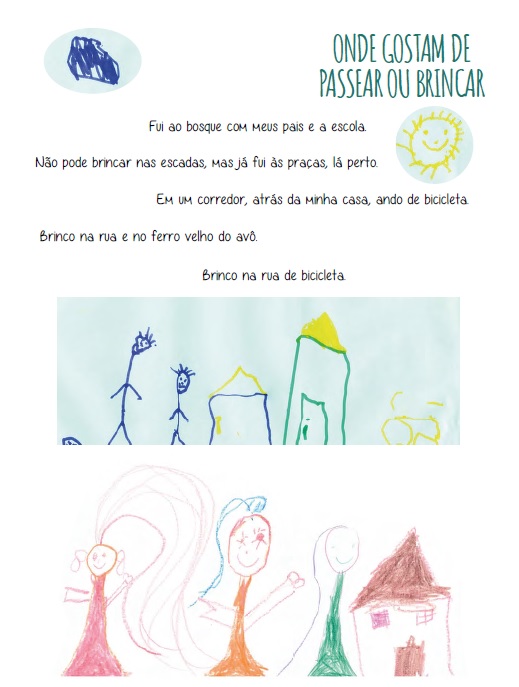 ONDE GOSTAM DE
PASSEAR OU BRINCAR
Fui ao bosque com meus pais e a escola.
Não pode brincar nas escadas, mas já fui às praças, lá perto.
Em um corredor, atrás da minha casa, ando de bicicleta.
Brinco na rua e no ferro velho do avô.
Brinco na rua de bicicleta.